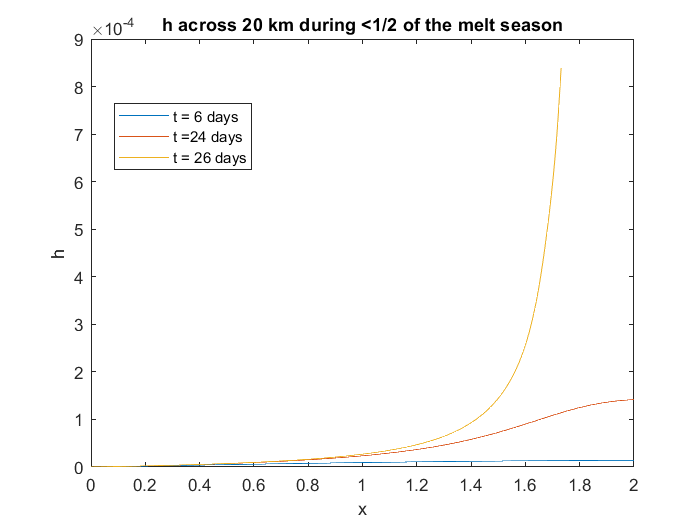 h across 20 km during <1/2 of the melt season
×10-4
9
8
7
6
5
4
3
2
1
0
h
t = 6 days
t =24 days
t = 26 days
0 0.2 0.4 0.6 0.8 1 1.2 1.4 1.6 1.8 2
x